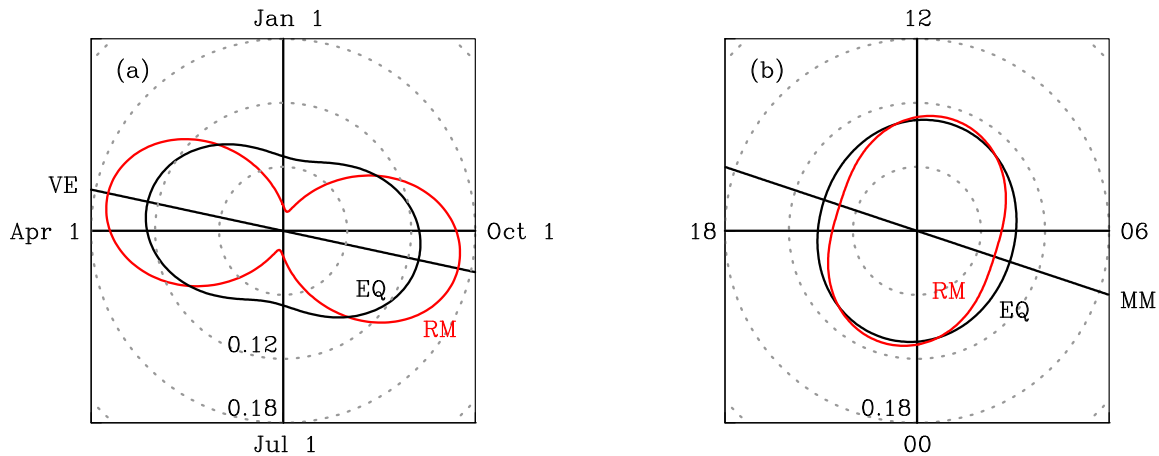 Jan 1
(a)
VE
Apr 1
Oct 1
EQ
RM
0.12
0.18
Jul 1
12
(b)
18
06
RM
EQ
MM
0.18
00